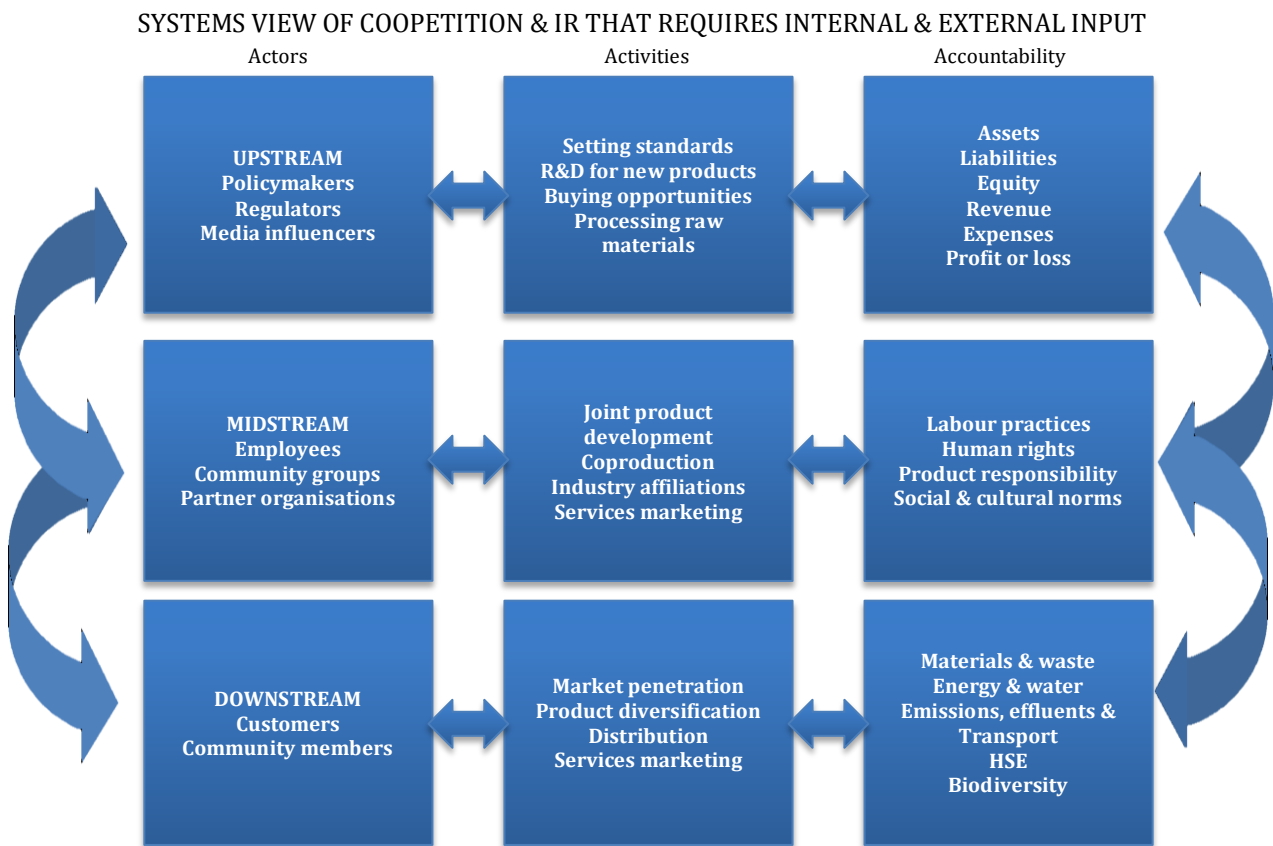 SYSTEMS VIEW OF COOPETITION & IR THAT REQUIRES INTERNAL & EXTERNAL INPUT
Actors
Activities
Accountability
UPSTREAM
Policymakers
Regulators
Media influencers
Setting standards
R&D for new products
Buying opportunities
Processing raw
materials
Assets
Liabilities
Equity
Revenue
Expenses
Profit or loss
MIDSTREAM
Employees
Community groups
Partner organisations
Joint product
development
Coproduction
Industry affiliations
Services marketing
Labour practices
Human rights
Product responsibility
Social & cultural norms
DOWNSTREAM
Customers
Community members
Market penetration
Product diversification
Distribution
Services marketing
Materials & waste
Energy & water
Emissions, effluents &
Transport
HSE
Biodiversity